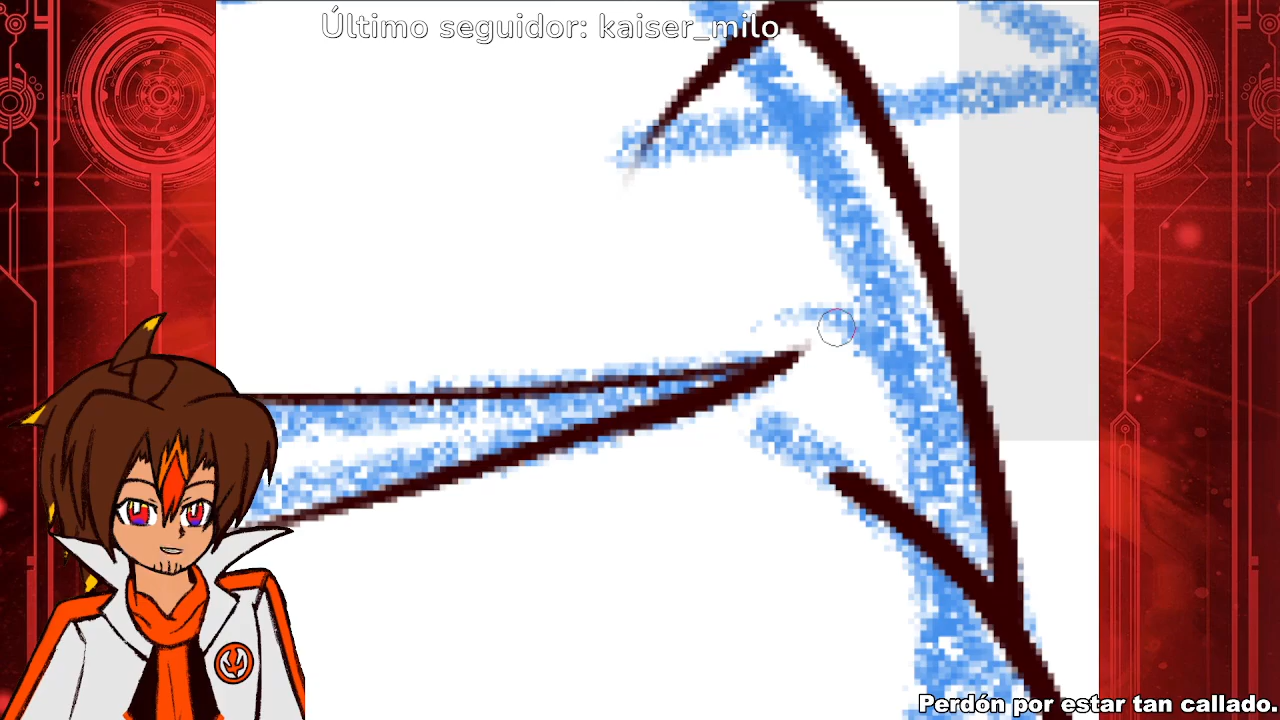 Último seguidor: kaiser_milo
Perdón por estar tan callado.